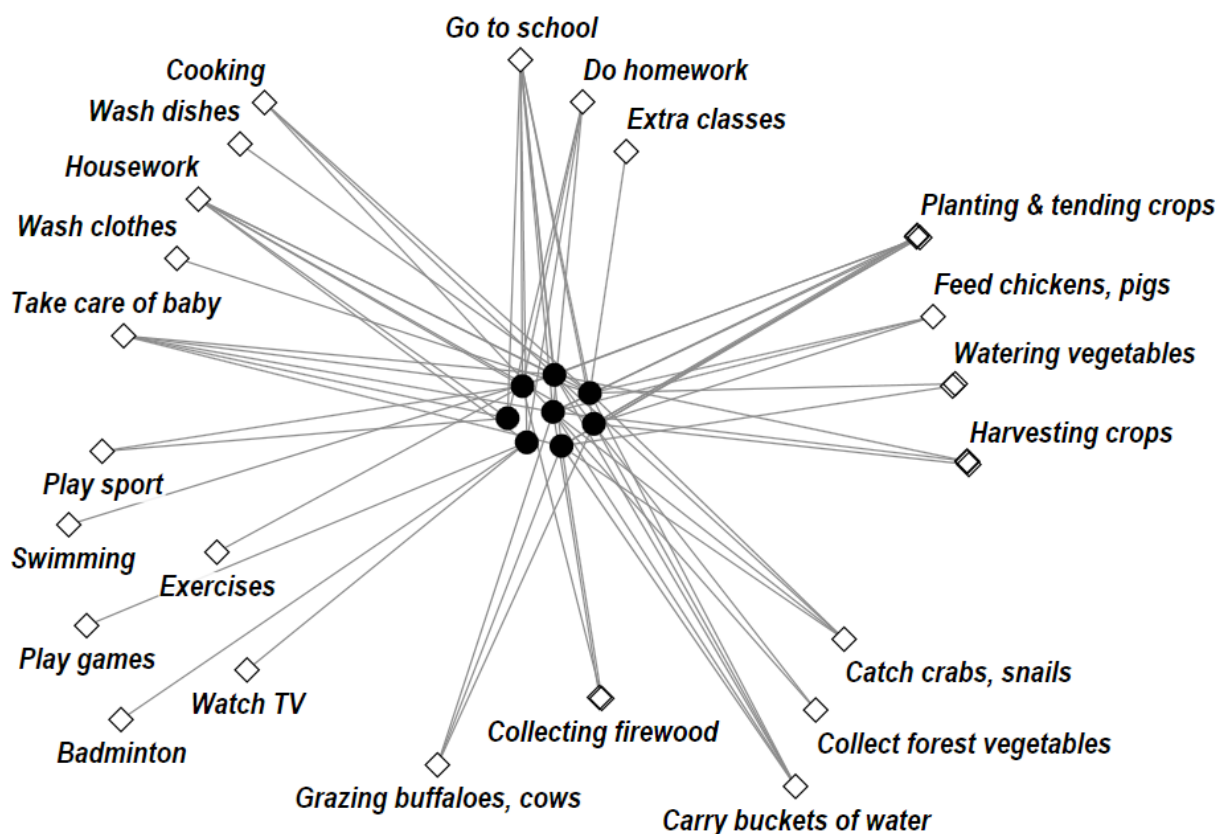 Go to school
Cooking
Do homework
Wash dishes
Extra classes
Housework
Planting & tending crops
Wash clothes
Feed chickens, pigs
Take care of baby
Watering vegetables
Harvesting crops
Play sport
Swimming
Exercises
Play games
Catch crabs, snails
Watch TV
Collecting firewood
Badminton
Collect forest vegetables
Grazing buffaloes, cows
Carry buckets of water